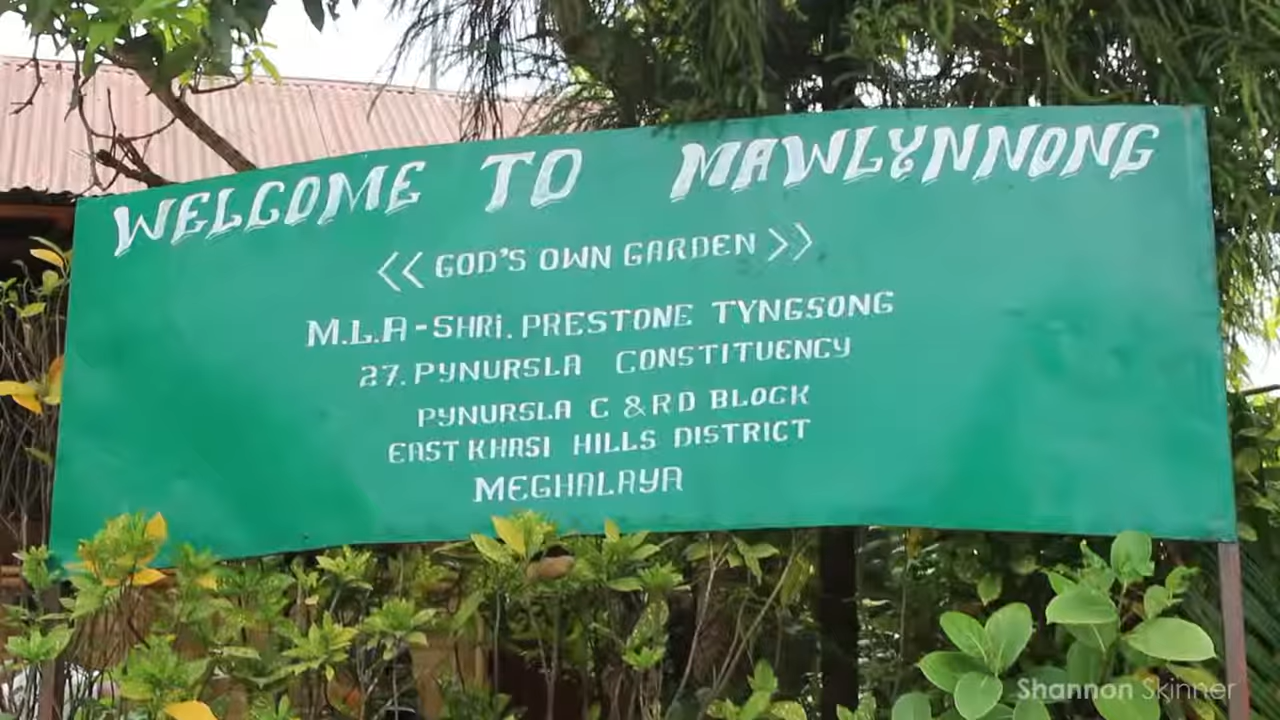 WELCOME TO MAWLYNNONG
<< GOD'S OWN GARDEN >>
M.L.A - SHRi. PRESTONE TYNGSONG
27. PYNURSLA CONSTITUENCY
PYNURSLA C & R D BLOCK
EAST KHASI HILLS DISTRICT
MEGHALAYA
Shannon Skinner